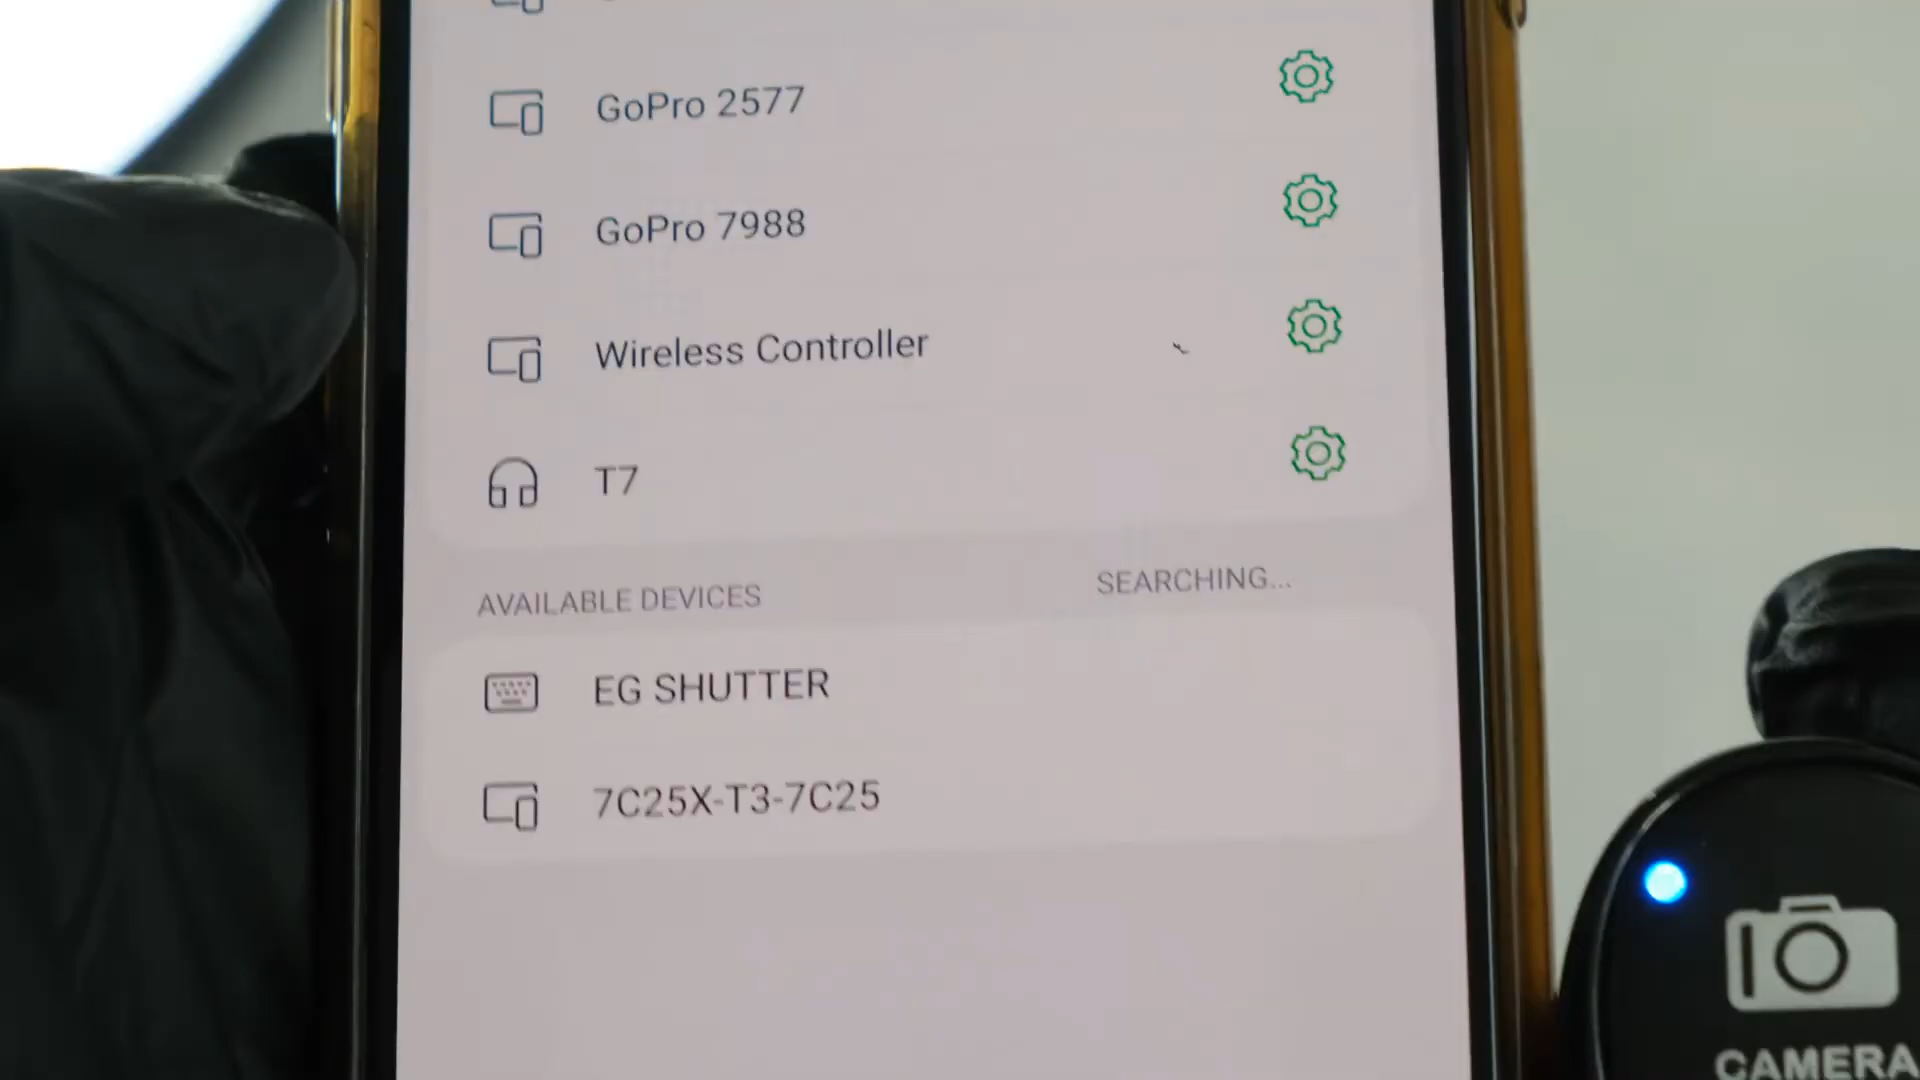 GoPro 2577
GoPro 7988
Wireless Controller
T7
AVAILABLE DEVICES SEARCHING...
EG SHUTTER
7C25X-T3-7C25
CAMERA